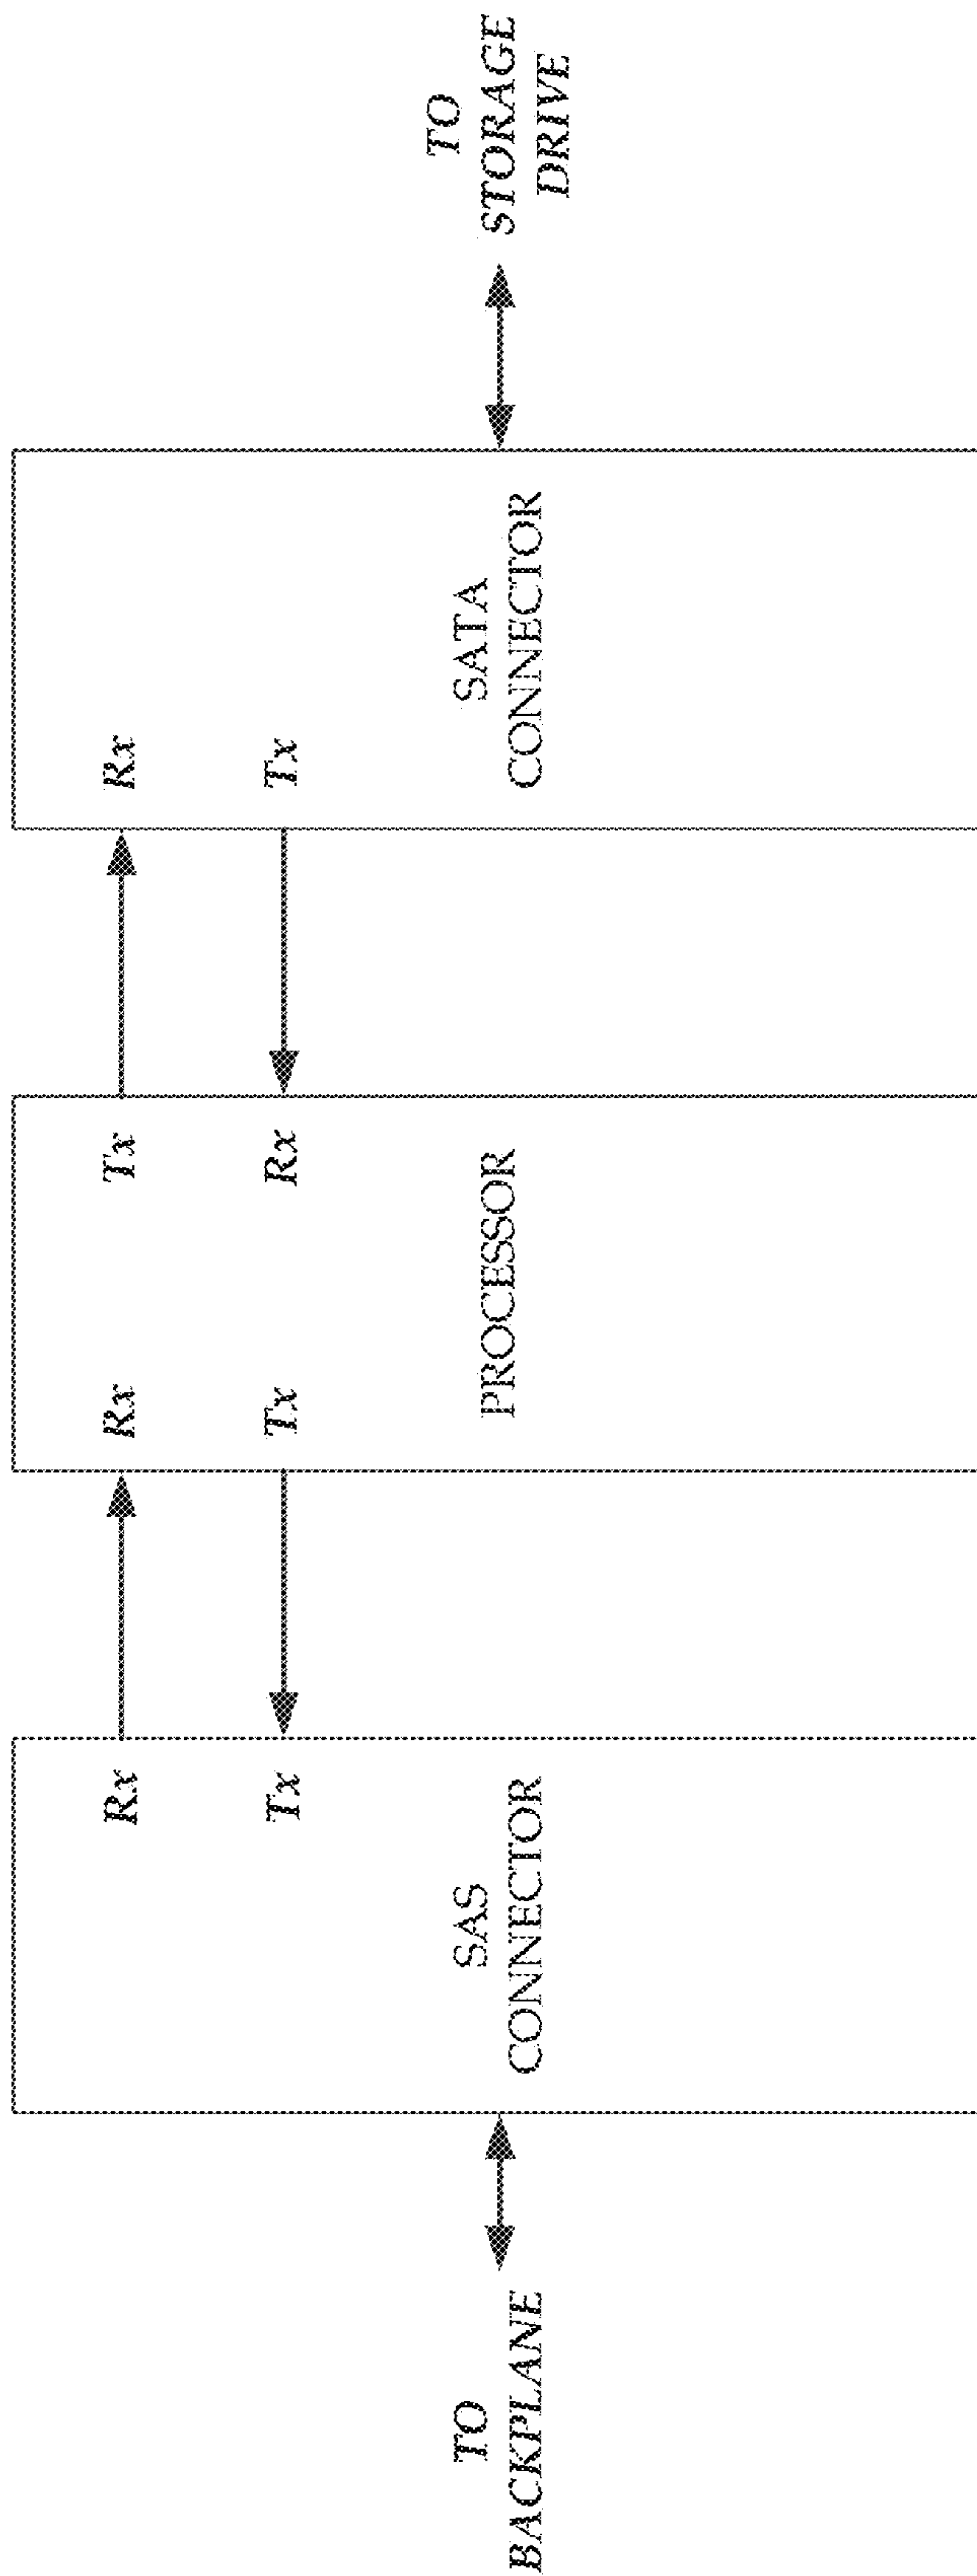 TO
BACKPLANE
Rx
Tx
SAS
CONNECTOR
Rx
Tx
Tx
Rx
PROCESSOR
Rx
Tx
SATA
CONNECTOR
TO
STORAGE
DRIVE